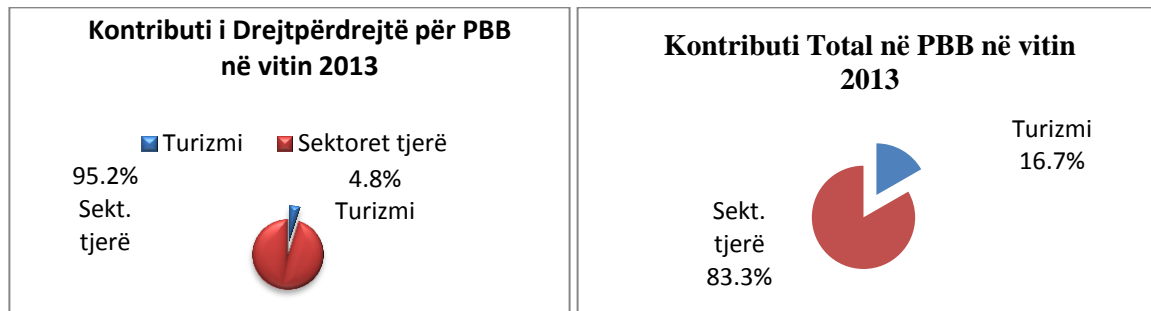 Kontributi i Drejtpërdrejtë për PBB
në vitin 2013
Turizmi Sektoret tjerë
95.2%
Sekt.
tjerë
4.8%
Turizmi
Kontributi Total në PBB në vitin
2013
Turizmi
16.7%
Sekt.
tjerë
83.3%